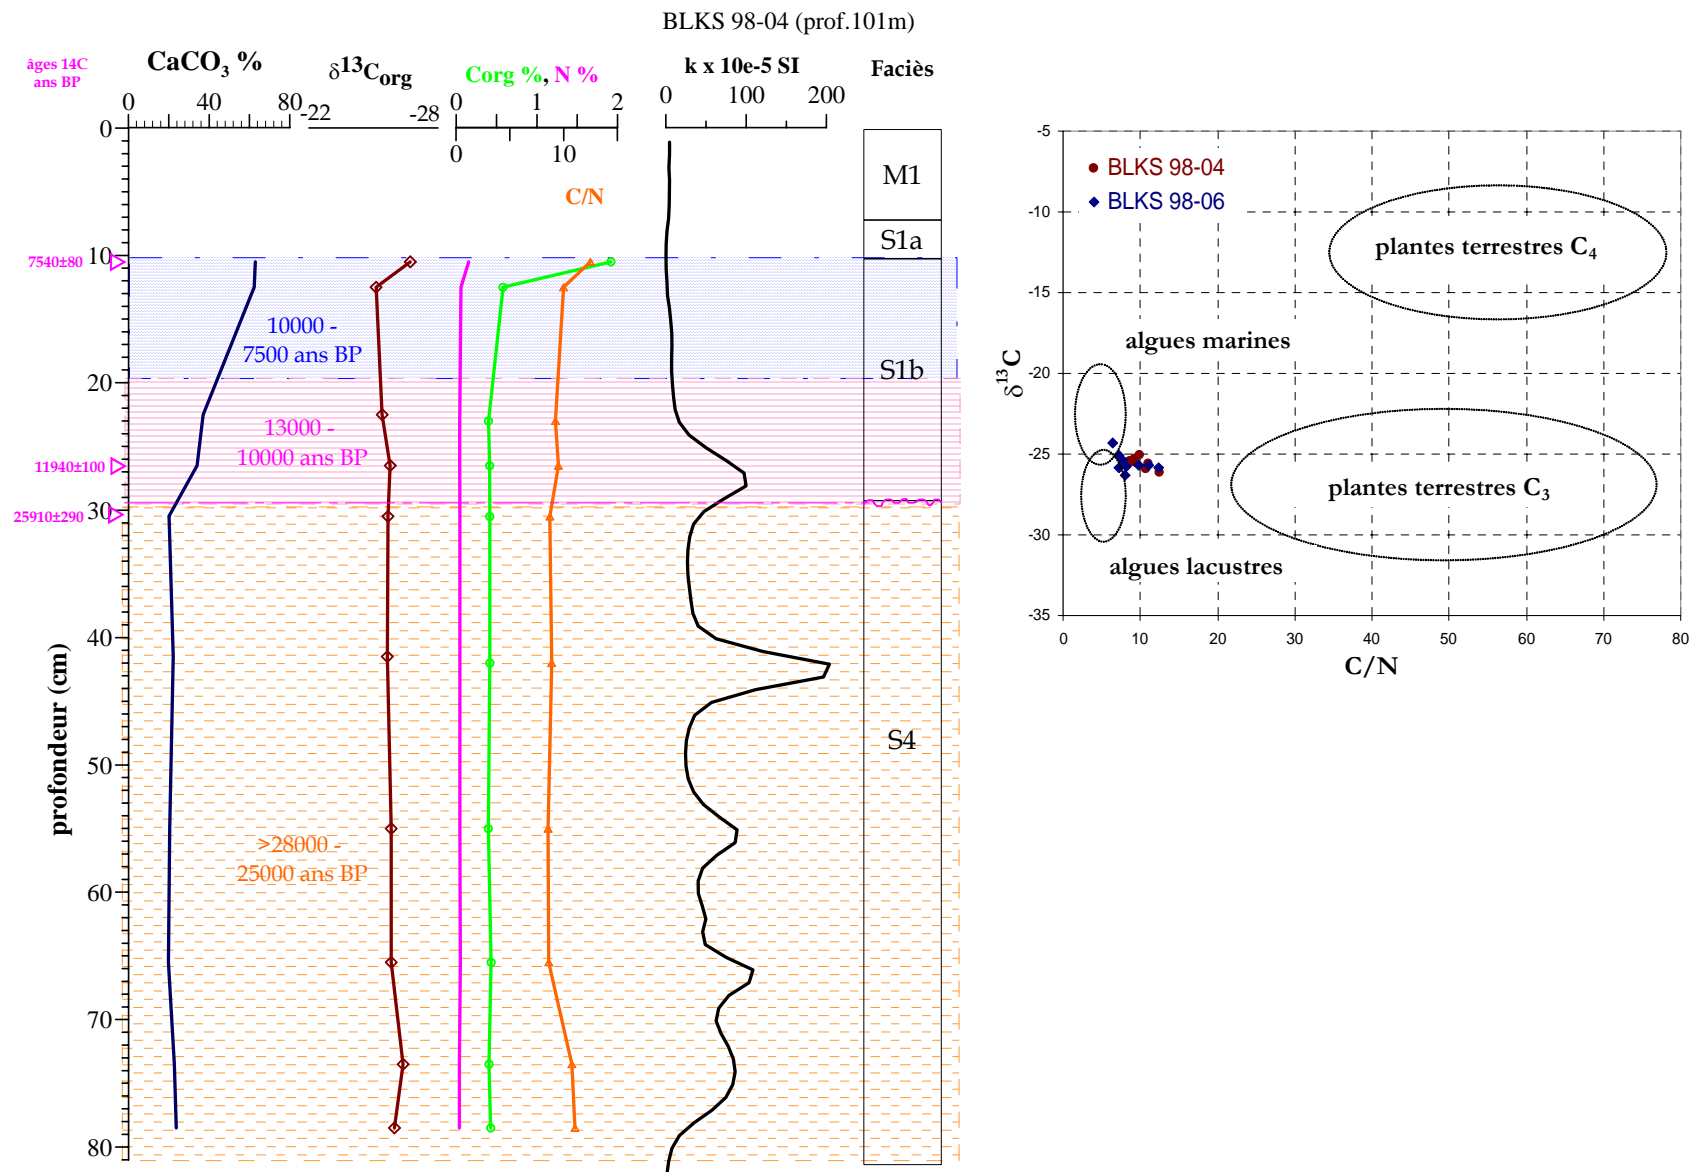 BLKS 98-04 (prof.101m)
âges 14C
ans BP
CaCO3 %
δ13Corg
Corg %, N %
k x 10e-5 SI
Faciès
0 40 80
-22 -28
0 1 2
0 100 200
0 10
C/N
0
10
20
30
40
50
60
70
80
profondeur (cm)
7540±80
11940±100
25910±290
10000 -
7500 ans BP
13000 -
10000 ans BP
>28000 -
25000 ans BP
M1
S1a
S1b
S4
BLKS 98-04
BLKS 98-06
plantes terrestres C4
algues marines
plantes terrestres C3
algues lacustres
-5
-10
-15
-20
-25
-30
-35
δ13C
0 10 20 30 40 50 60 70 80
C/N